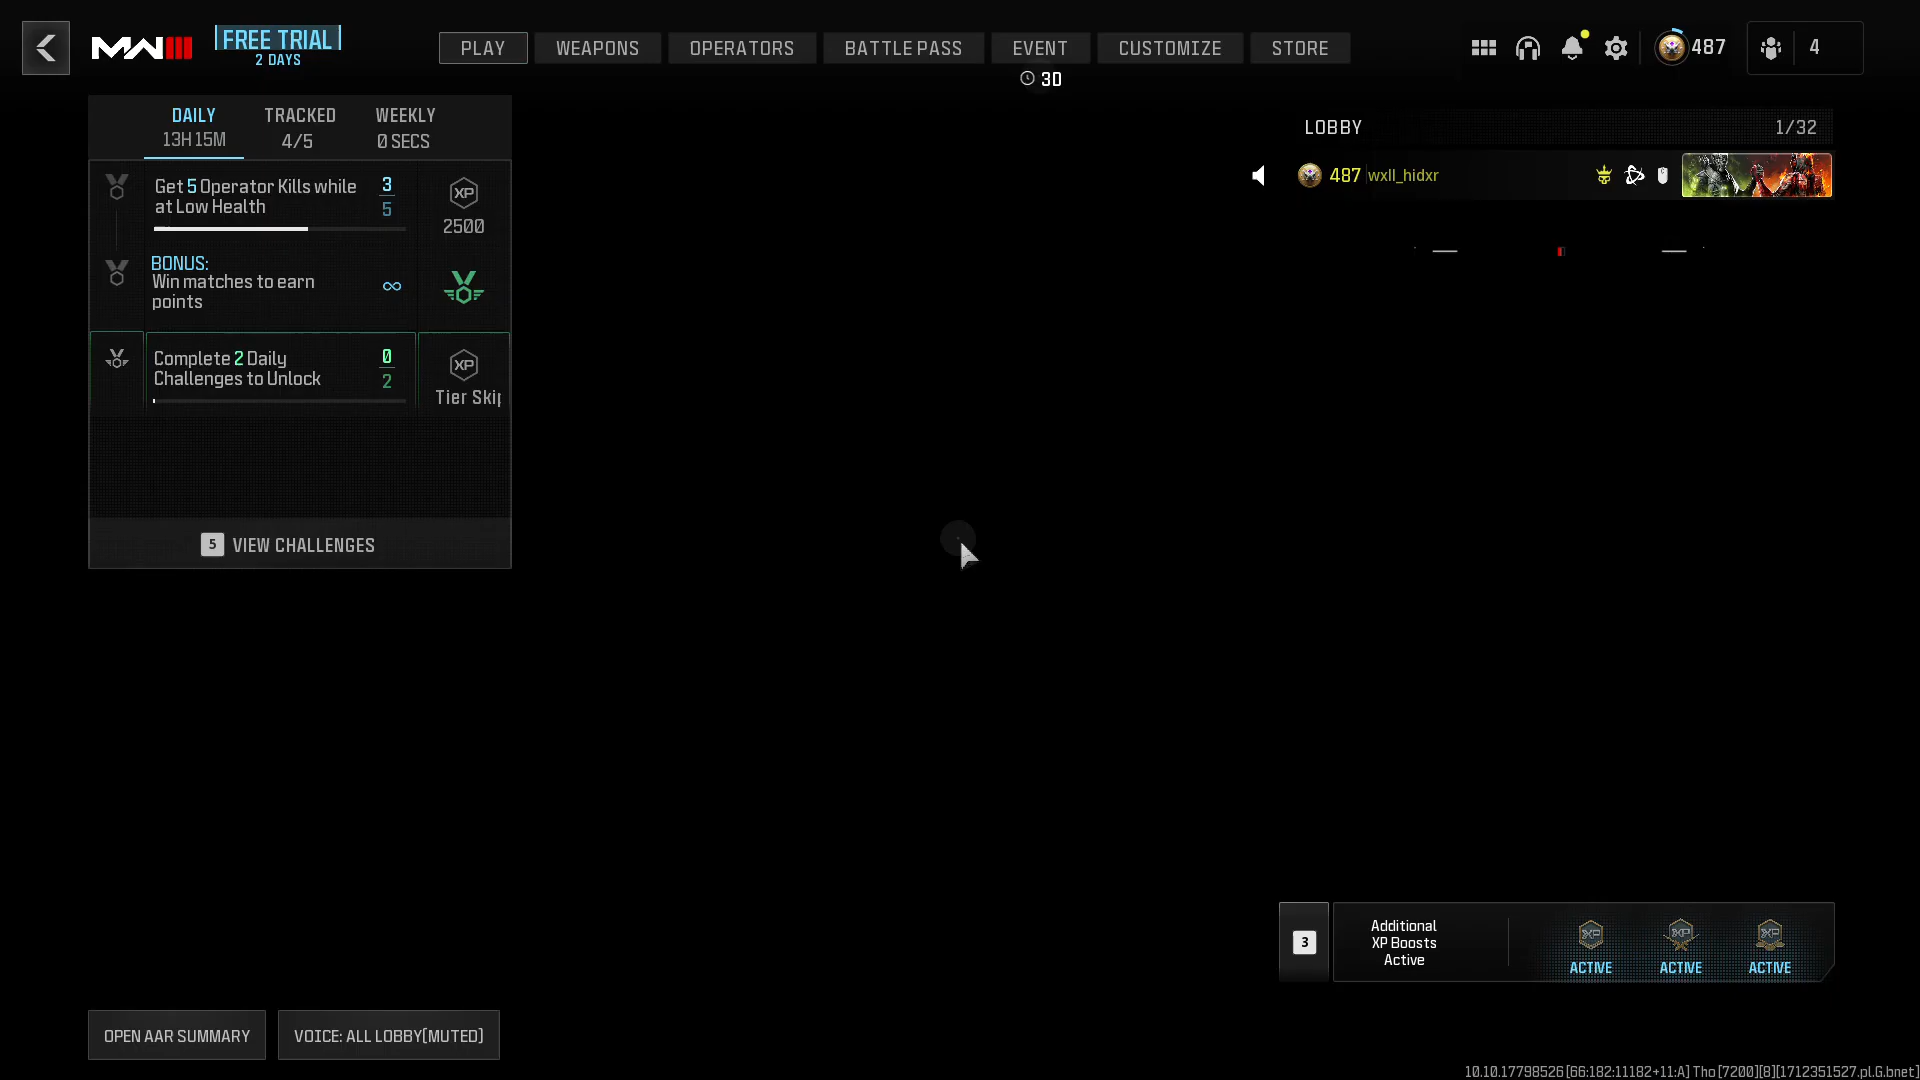 MWIII
FREE TRIAL
2 DAYS
PLAY
WEAPONS
OPERATORS
BATTLE PASS
EVENT
CUSTOMIZE
STORE
3D
487
4
DAILY
13H 15M
TRACKED
4/5
WEEKLY
0 SECS
Get 5 Operator Kills while
at Low Health
3
5
XP
2500
BONUS:
Win matches to earn
points
∞
Complete 2 Daily
Challenges to Unlock
0
2
XP
Tier Skip
5 VIEW CHALLENGES
LOBBY
1/32
487 wxll_hidxr
3
Additional
XP Boosts
Active
XP
ACTIVE
XP
ACTIVE
XP
ACTIVE
OPEN AAR SUMMARY
VOICE: ALL LOBBY[MUTED]
10.10.17798526 [66:182:11182+11:A] Tho [7200][8][1712351527.pl.G.bnet]